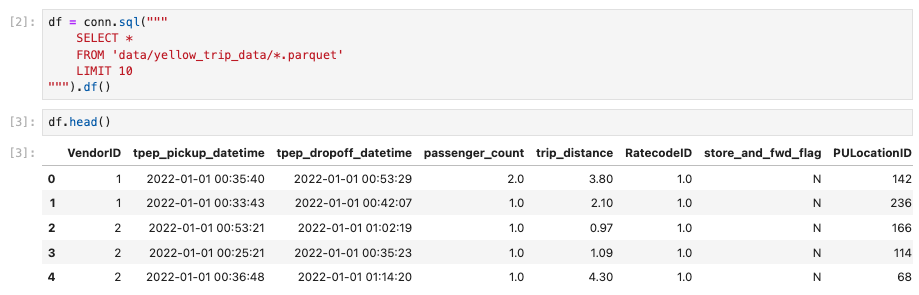 [2]: df = conn.sql("""
SELECT *
FROM 'data/yellow_trip_data/*.parquet'
LIMIT 10
""").df()
[3]: df.head()
[3]: VendorID tpep_pickup_datetime tpep_dropoff_datetime passenger_count trip_distance RatecodeID store_and_fwd_flag PULocationID
0 1 2022-01-01 00:35:40 2022-01-01 00:53:29 2.0 3.80 1.0 N 142
1 1 2022-01-01 00:33:43 2022-01-01 00:42:07 1.0 2.10 1.0 N 236
2 2 2022-01-01 00:53:21 2022-01-01 01:02:19 1.0 0.97 1.0 N 166
3 2 2022-01-01 00:25:21 2022-01-01 00:35:23 1.0 1.09 1.0 N 114
4 2 2022-01-01 00:36:48 2022-01-01 01:14:20 1.0 4.30 1.0 N 68